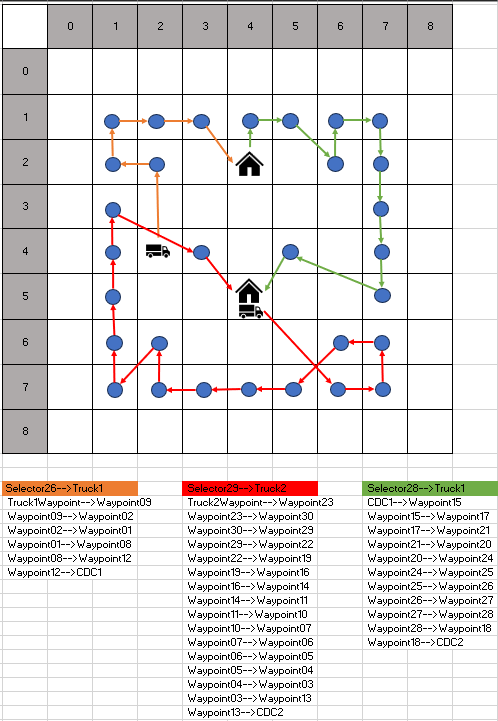 0 1 2 3 4 5 6 7 8
0
1
2
3
4
5
6
7
8
Selector26-->Truck1
Truck1Waypoint-->Waypoint09
Waypoint09-->Waypoint02
Waypoint02-->Waypoint01
Waypoint01-->Waypoint08
Waypoint08-->Waypoint12
Waypoint12-->CDC1
Selector29-->Truck2
Truck2Waypoint-->Waypoint23
Waypoint23-->Waypoint30
Waypoint30-->Waypoint29
Waypoint29-->Waypoint22
Waypoint22-->Waypoint19
Waypoint19-->Waypoint16
Waypoint16-->Waypoint14
Waypoint14-->Waypoint11
Waypoint11-->Waypoint10
Waypoint10-->Waypoint07
Waypoint07-->Waypoint06
Waypoint06-->Waypoint05
Waypoint05-->Waypoint04
Waypoint04-->Waypoint03
Waypoint03-->Waypoint13
Waypoint13-->CDC2
Selector28-->Truck1
CDC1-->Waypoint15
Waypoint15-->Waypoint17
Waypoint17-->Waypoint21
Waypoint21-->Waypoint20
Waypoint20-->Waypoint24
Waypoint24-->Waypoint25
Waypoint25-->Waypoint26
Waypoint26-->Waypoint27
Waypoint27-->Waypoint28
Waypoint28-->Waypoint18
Waypoint18-->CDC2